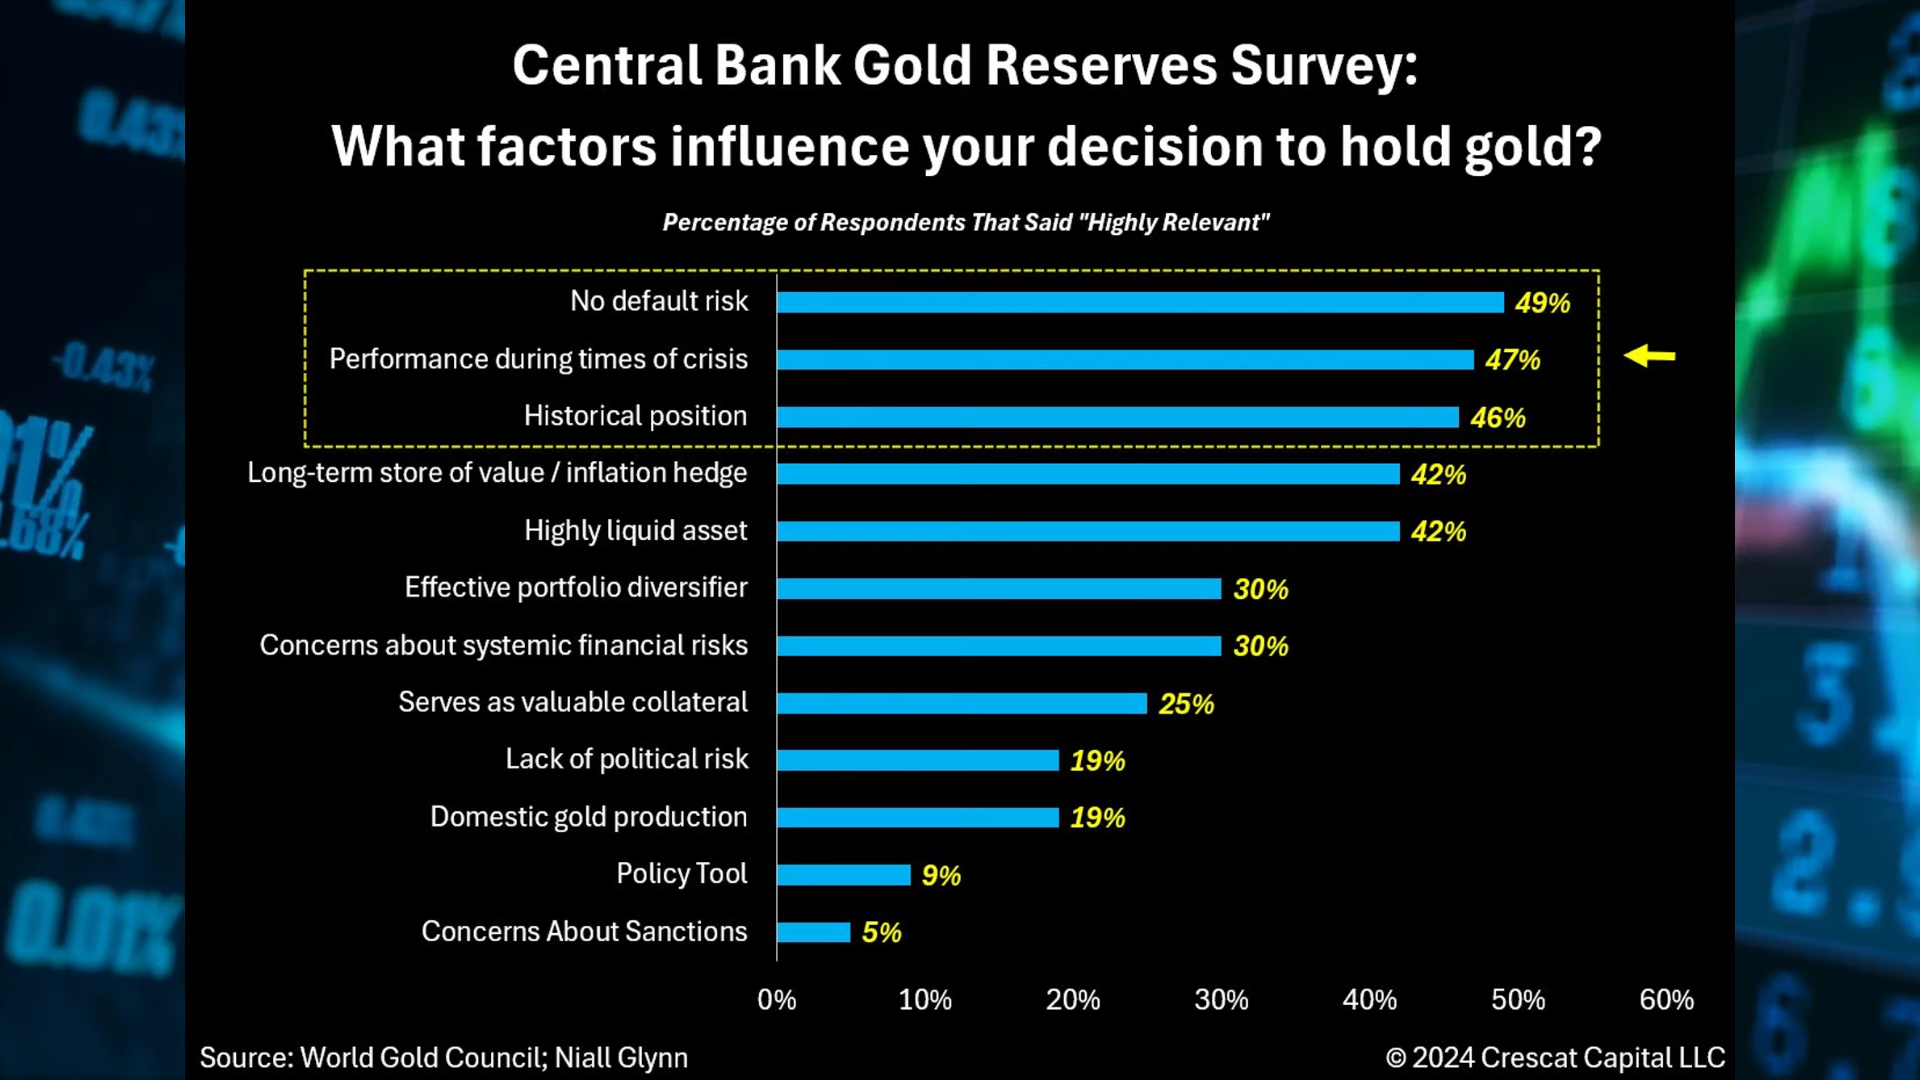 Central Bank Gold Reserves Survey:
What factors influence your decision to hold gold?
Percentage of Respondents That Said "Highly Relevant"
No default risk 49%
Performance during times of crisis 47%
Historical position 46%
Long-term store of value / inflation hedge 42%
Highly liquid asset 42%
Effective portfolio diversifier 30%
Concerns about systemic financial risks 30%
Serves as valuable collateral 25%
Lack of political risk 19%
Domestic gold production 19%
Policy Tool 9%
Concerns About Sanctions 5%
0% 10% 20% 30% 40% 50% 60%
Source: World Gold Council; Niall Glynn
© 2024 Crescat Capital LLC
-0.43%
0.01%